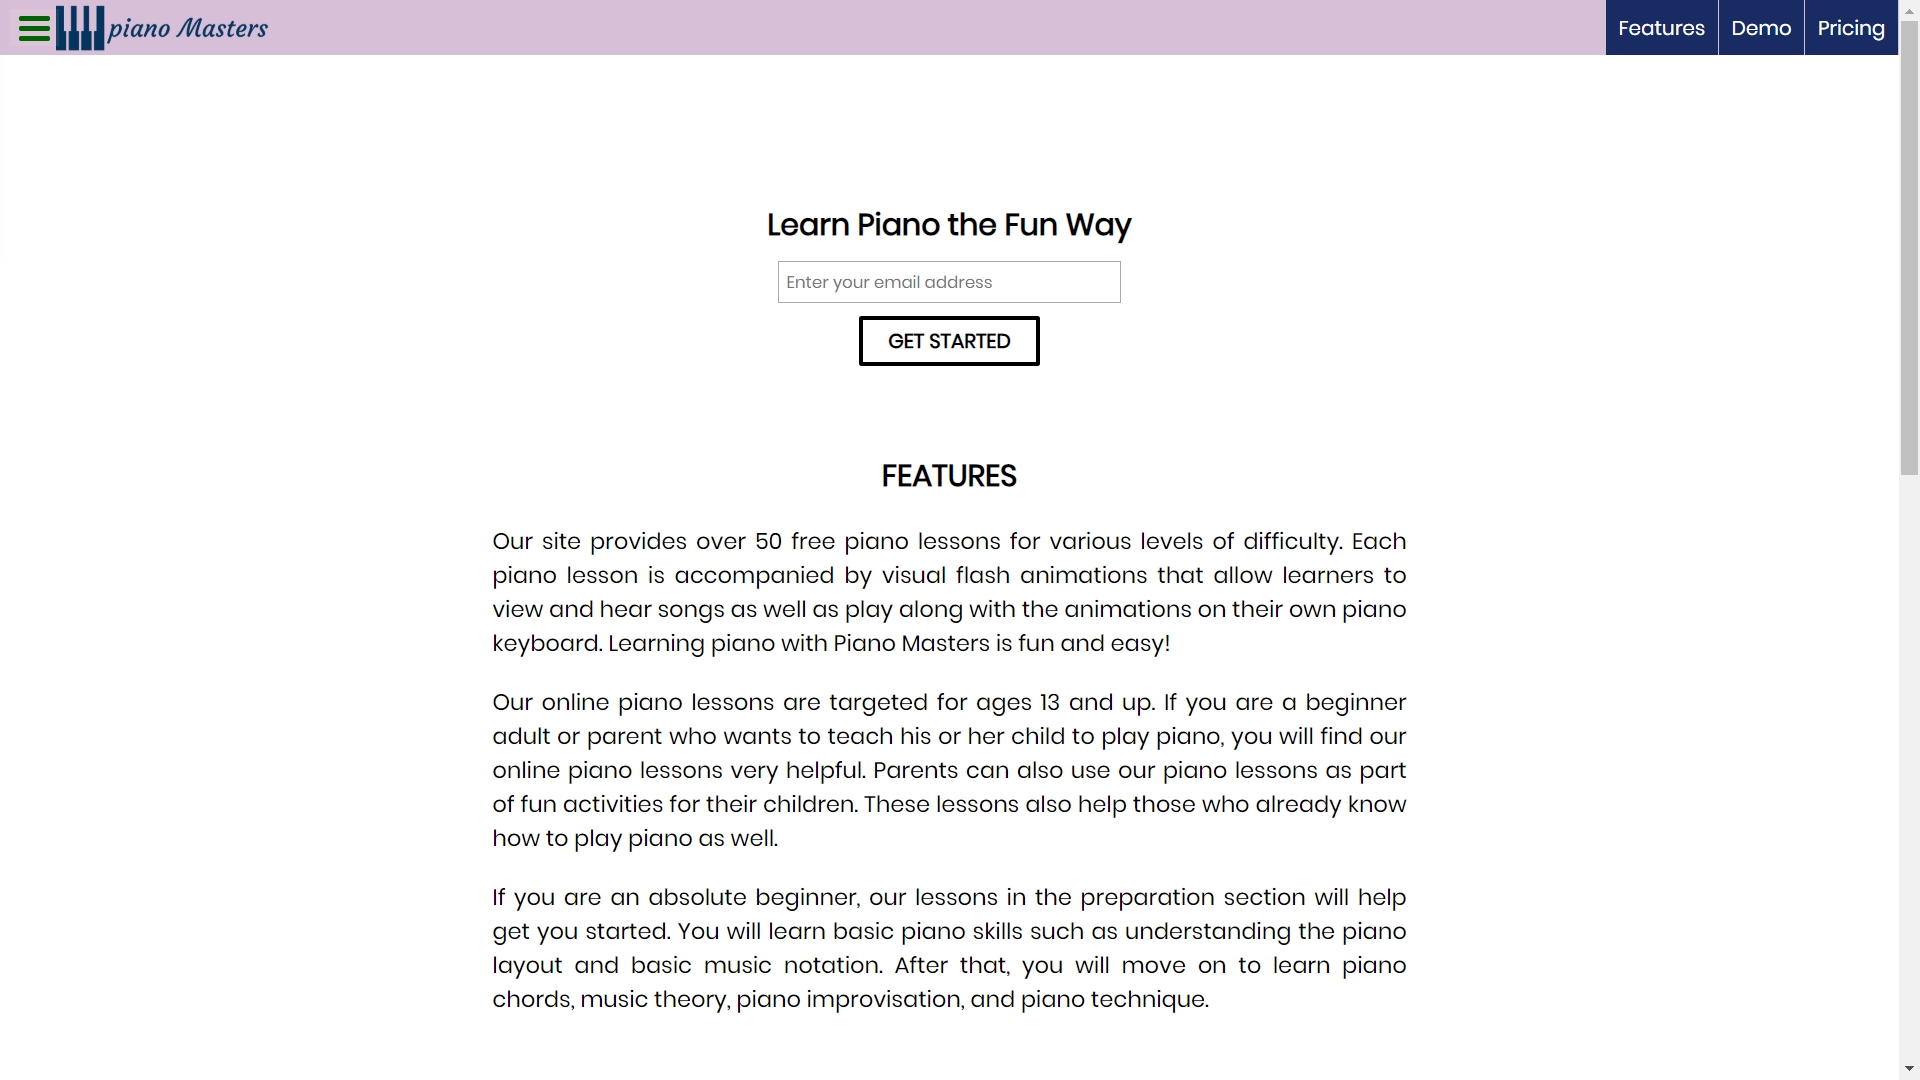 piano Masters
Features
Demo
Pricing
Learn Piano the Fun Way
Enter your email address
GET STARTED
FEATURES
Our site provides over 50 free piano lessons for various levels of difficulty. Each
piano lesson is accompanied by visual flash animations that allow learners to
view and hear songs as well as play along with the animations on their own piano
keyboard. Learning piano with Piano Masters is fun and easy!
Our online piano lessons are targeted for ages 13 and up. If you are a beginner
adult or parent who wants to teach his or her child to play piano, you will find our
online piano lessons very helpful. Parents can also use our piano lessons as part
of fun activities for their children. These lessons also help those who already know
how to play piano as well.
If you are an absolute beginner, our lessons in the preparation section will help
get you started. You will learn basic piano skills such as understanding the piano
layout and basic music notation. After that, you will move on to learn piano
chords, music theory, piano improvisation, and piano technique.